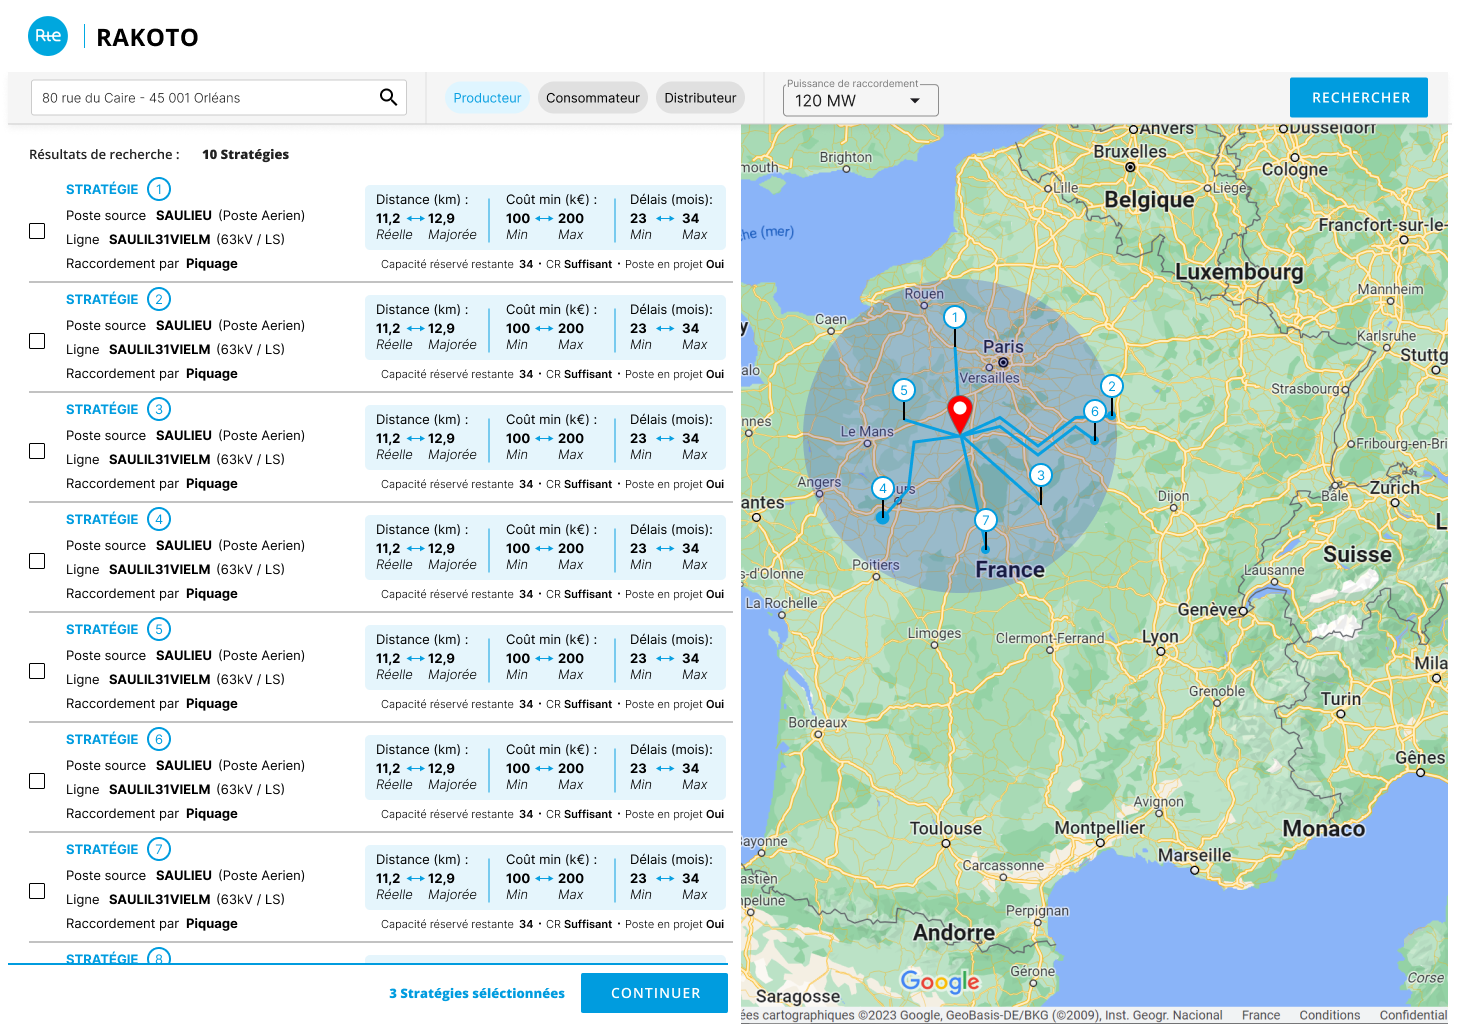 Rte RAKOTO
80 rue du Caire - 45 001 Orléans
Producteur Consommateur Distributeur
Puissance de raccordement
120 MW
RECHERCHER
Résultats de recherche : 10 Stratégies
STRATÉGIE 1
Poste source SAULIEU (Poste Aerien)
Ligne SAULIL31VIELM (63kV / LS)
Raccordement par Piquage
Distance (km) : Coût min (k€) : Délais (mois):
11,2 12,9 100 200 23 34
Réelle Majorée Min Max Min Max
Capacité réservé restante 34 • CR Suffisant • Poste en projet Oui
STRATÉGIE 2
Poste source SAULIEU (Poste Aerien)
Ligne SAULIL31VIELM (63kV / LS)
Raccordement par Piquage
Distance (km) : Coût min (k€) : Délais (mois):
11,2 12,9 100 200 23 34
Réelle Majorée Min Max Min Max
Capacité réservé restante 34 • CR Suffisant • Poste en projet Oui
STRATÉGIE 3
Poste source SAULIEU (Poste Aerien)
Ligne SAULIL31VIELM (63kV / LS)
Raccordement par Piquage
Distance (km) : Coût min (k€) : Délais (mois):
11,2 12,9 100 200 23 34
Réelle Majorée Min Max Min Max
Capacité réservé restante 34 • CR Suffisant • Poste en projet Oui
STRATÉGIE 4
Poste source SAULIEU (Poste Aerien)
Ligne SAULIL31VIELM (63kV / LS)
Raccordement par Piquage
Distance (km) : Coût min (k€) : Délais (mois):
11,2 12,9 100 200 23 34
Réelle Majorée Min Max Min Max
Capacité réservé restante 34 • CR Suffisant • Poste en projet Oui
STRATÉGIE 5
Poste source SAULIEU (Poste Aerien)
Ligne SAULIL31VIELM (63kV / LS)
Raccordement par Piquage
Distance (km) : Coût min (k€) : Délais (mois):
11,2 12,9 100 200 23 34
Réelle Majorée Min Max Min Max
Capacité réservé restante 34 • CR Suffisant • Poste en projet Oui
STRATÉGIE 6
Poste source SAULIEU (Poste Aerien)
Ligne SAULIL31VIELM (63kV / LS)
Raccordement par Piquage
Distance (km) : Coût min (k€) : Délais (mois):
11,2 12,9 100 200 23 34
Réelle Majorée Min Max Min Max
Capacité réservé restante 34 • CR Suffisant • Poste en projet Oui
STRATÉGIE 7
Poste source SAULIEU (Poste Aerien)
Ligne SAULIL31VIELM (63kV / LS)
Raccordement par Piquage
Distance (km) : Coût min (k€) : Délais (mois):
11,2 12,9 100 200 23 34
Réelle Majorée Min Max Min Max
Capacité réservé restante 34 • CR Suffisant • Poste en projet Oui
STRATÉGIE 8
3 Stratégies séléctionnées
CONTINUER
Anvers
Düsseldorf
Bruxelles
Brighton
mouth
Cologne
Lille
Liège
Belgique
Francfort-sur-le-
he (mer)
Luxembourg
Mannheim
Rouen
Caen
1
Karlsruhe
Paris
Stuttg
Versailles
alo
Strasbourg
5
2
6
nnes
Le Mans
Fribourg-en-Bri
3
Angers
4
urs
Bâle
Zurich
Dijon
antes
7
L
Suisse
Poitiers
France
s-d'Olonne
Lausanne
La Rochelle
Genève
Limoges
Clermont-Ferrand
Lyon
Mila
Grenoble
Turin
Bordeaux
Gênes
Avignon
Toulouse
Montpellier
Monaco
ayonne
Marseille
Carcassonne
astien
npelune
Perpignan
Andorre
Google
Gérone
Corse
Saragosse
ées cartographiques ©2023 Google, GeoBasis-DE/BKG (©2009), Inst. Geogr. Nacional France Conditions Confidential